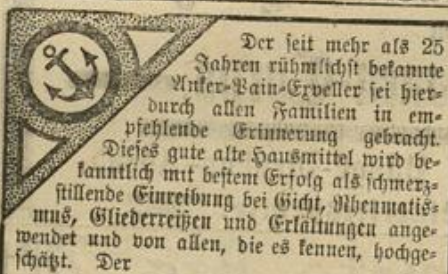 Der seit mehr als 25
Jahren rühmlichst bekannte
Anker-Pain-Expeller sei hier-
durch allen Familien in em-
pfehlende Erinnerung gebracht.
Dieses gute alte Hausmittel wird be-
kanntlich mit bestem Erfolg als schmerz-
stillende Einreibung bei Gicht, Rheumatis-
mus, Gliederreißen und Erkältungen ange-
wendet und von allen, die es kennen, hochge-
schätzt. Der